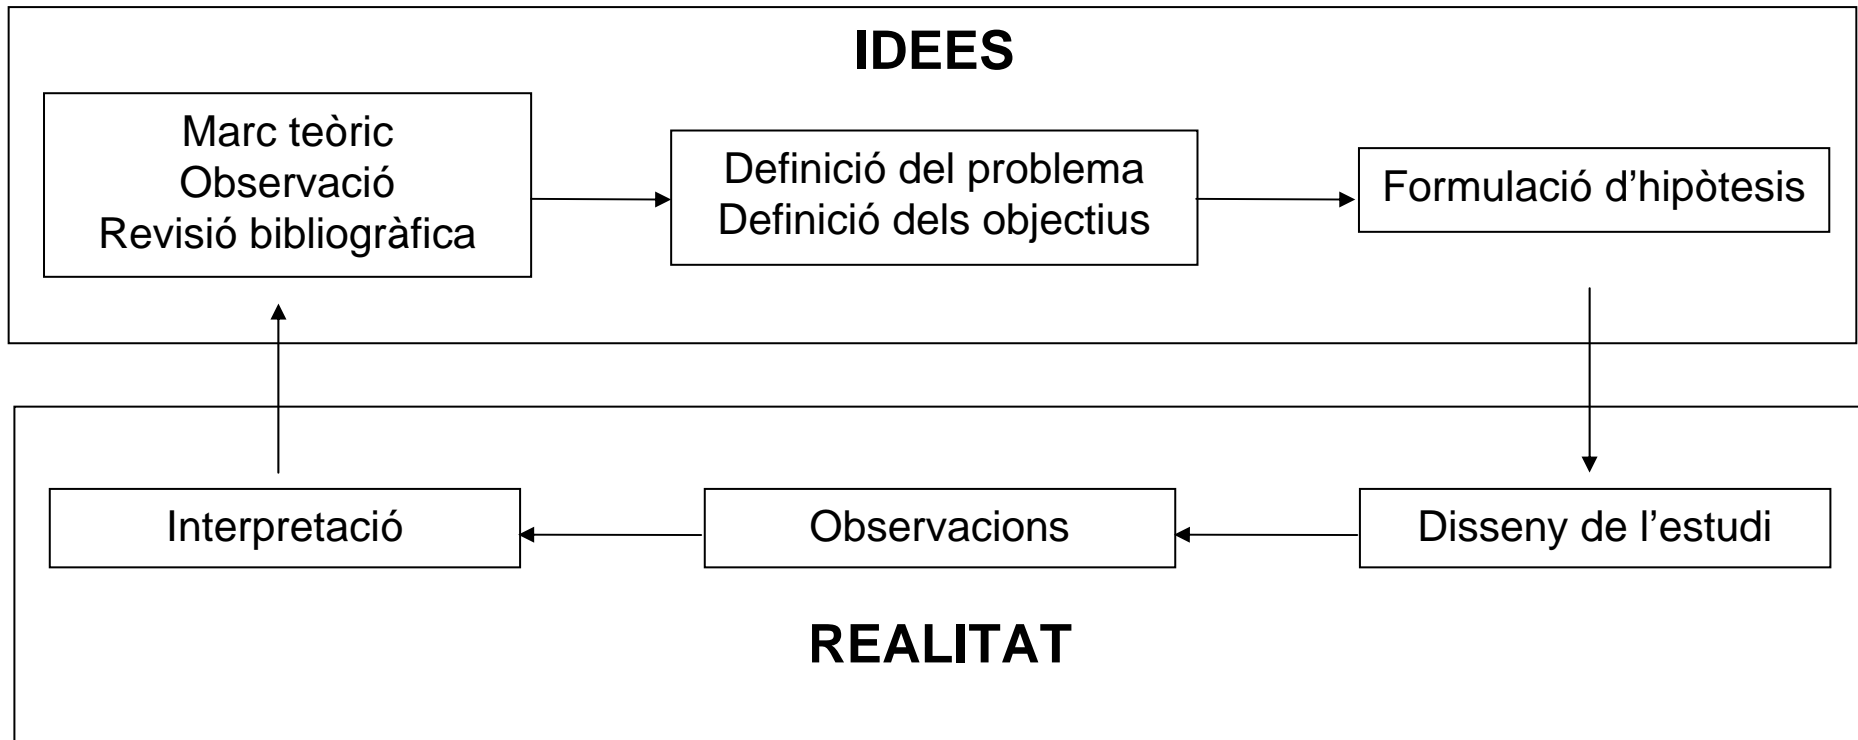 IDEES
Marc teòric
Observació
Revisió bibliogràfica
Definició del problema
Definició dels objectius
Formulació d’hipòtesis
Interpretació
Observacions
Disseny de l’estudi
REALITAT